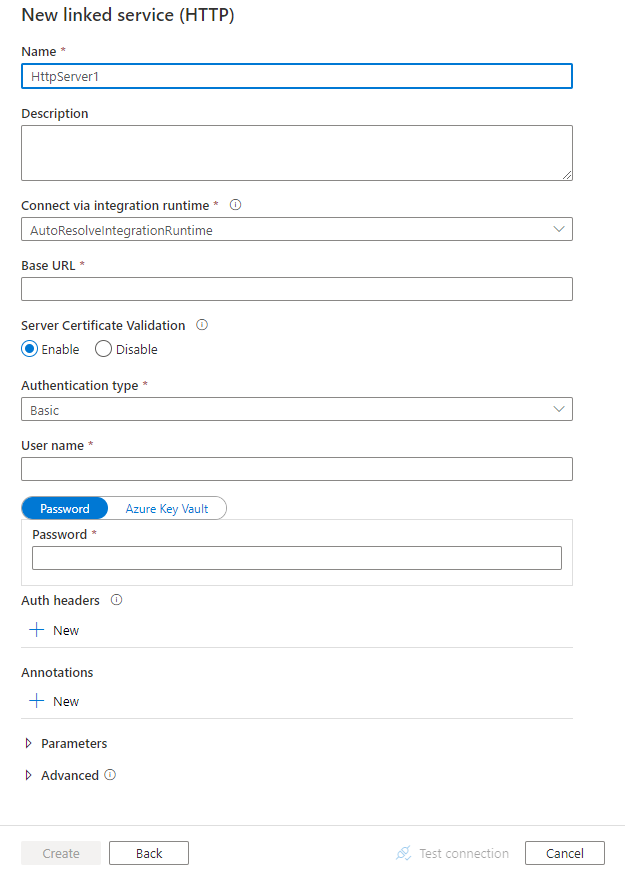 New linked service (HTTP)
Name *
HttpServer1
Description
Connect via integration runtime *
AutoResolveIntegrationRuntime
Base URL *
Server Certificate Validation
Enable Disable
Authentication type *
Basic
User name *
Password Azure Key Vault
Password *
Auth headers
+ New
Annotations
+ New
Parameters
Advanced
Create Back Test connection Cancel